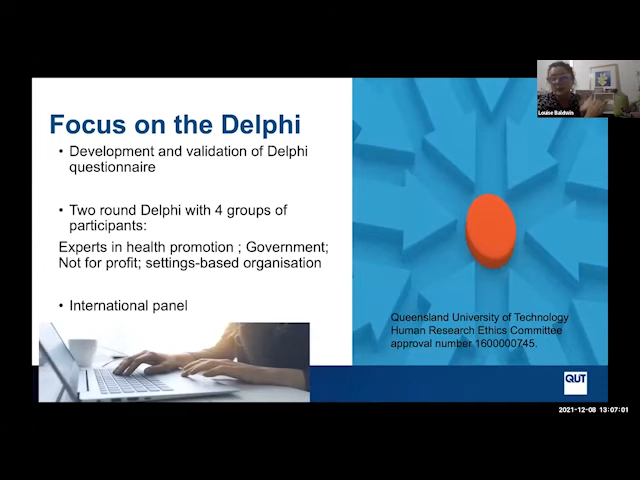 Louise Baldwin
Focus on the Delphi
• Development and validation of Delphi
questionnaire
• Two round Delphi with 4 groups of
participants:
Experts in health promotion ; Government;
Not for profit; settings-based organisation
• International panel
Queensland University of Technology
Human Research Ethics Committee
approval number 1600000745.
QUT
2021-12-08 13:07:01